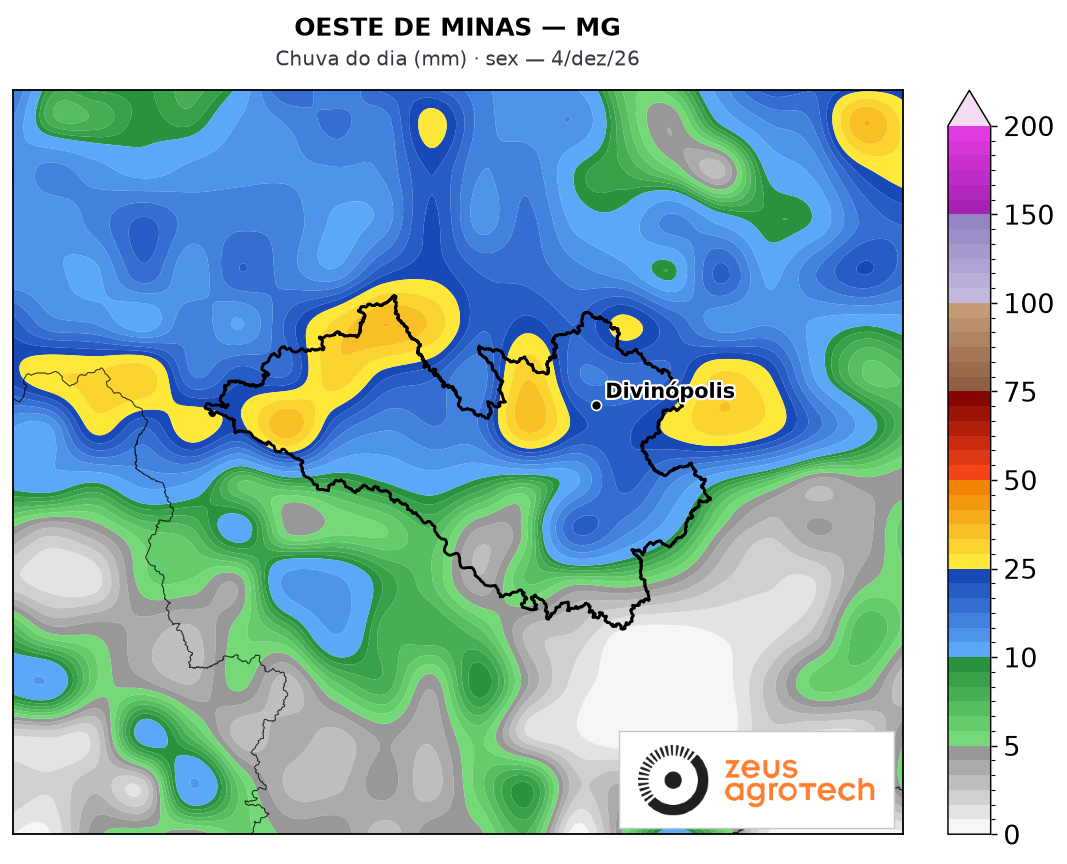 OESTE DE MINAS — MG
Chuva do dia (mm) · sex — 4/dez/26
200
150
100
75
50
25
10
5
0
Divinópolis
zeus
agrotech